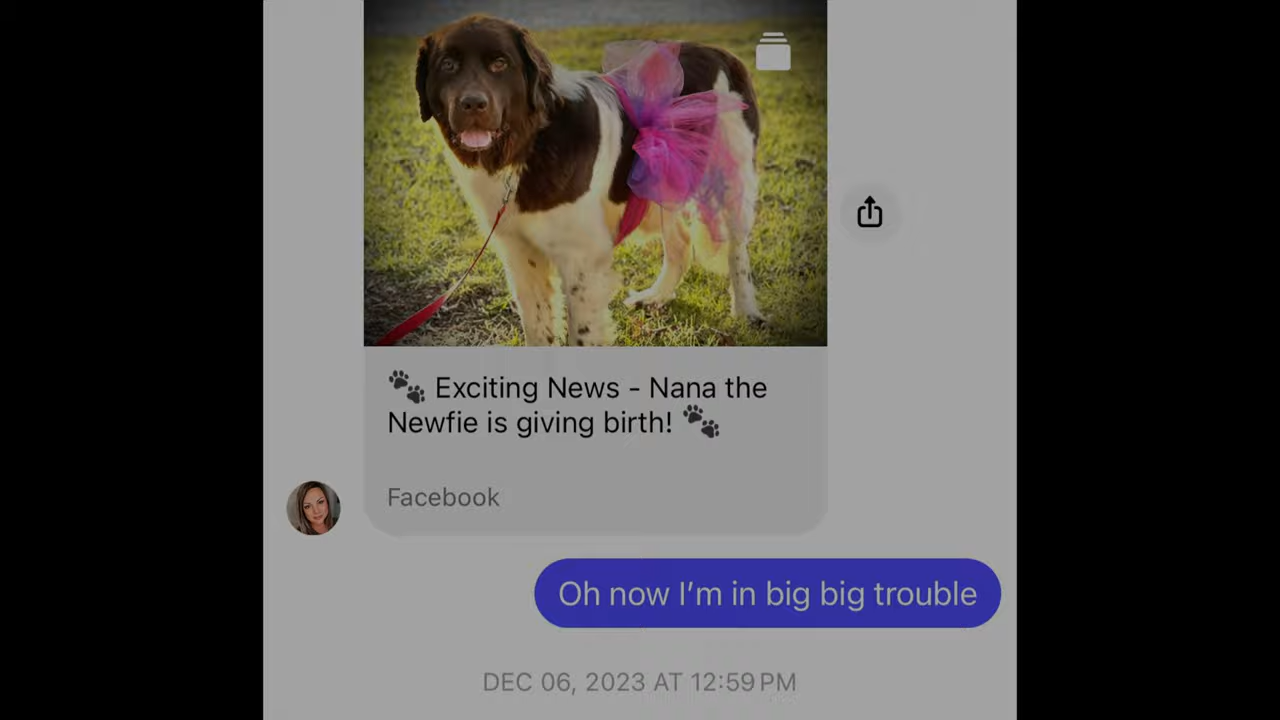 🐾 Exciting News - Nana the
Newfie is giving birth! 🐾
Facebook
Oh now I'm in big big trouble
DEC 06, 2023 AT 12:59 PM